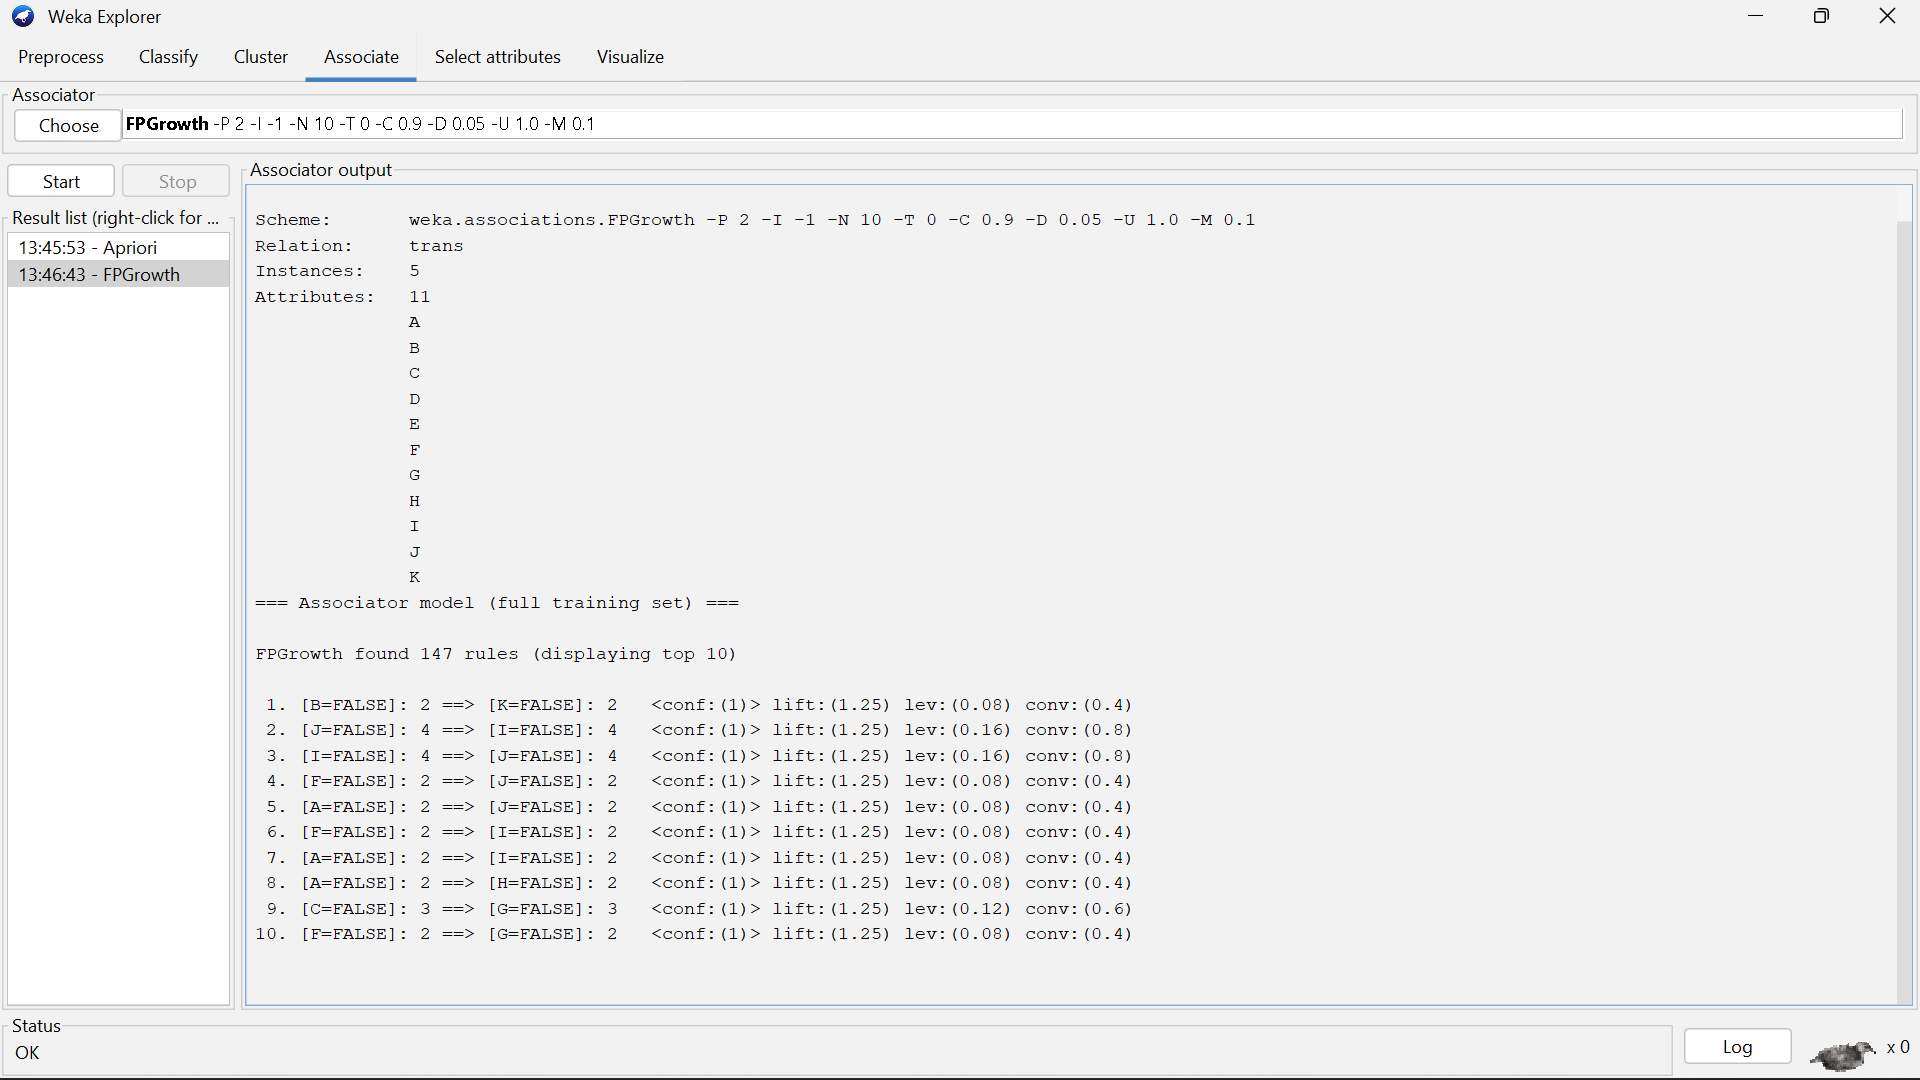 Weka Explorer
Preprocess Classify Cluster Associate Select attributes Visualize
Associator
Choose FPGrowth -P 2 -I -1 -N 10 -T 0 -C 0.9 -D 0.05 -U 1.0 -M 0.1
Start Stop
Result list (right-click for ...
13:45:53 - Apriori
13:46:43 - FPGrowth
Associator output
Scheme: weka.associations.FPGrowth -P 2 -I -1 -N 10 -T 0 -C 0.9 -D 0.05 -U 1.0 -M 0.1
Relation: trans
Instances: 5
Attributes: 11
A
B
C
D
E
F
G
H
I
J
K
=== Associator model (full training set) ===
FPGrowth found 147 rules (displaying top 10)
1. [B=FALSE]: 2 ==> [K=FALSE]: 2 <conf:(1)> lift:(1.25) lev:(0.08) conv:(0.4)
2. [J=FALSE]: 4 ==> [I=FALSE]: 4 <conf:(1)> lift:(1.25) lev:(0.16) conv:(0.8)
3. [I=FALSE]: 4 ==> [J=FALSE]: 4 <conf:(1)> lift:(1.25) lev:(0.16) conv:(0.8)
4. [F=FALSE]: 2 ==> [J=FALSE]: 2 <conf:(1)> lift:(1.25) lev:(0.08) conv:(0.4)
5. [A=FALSE]: 2 ==> [J=FALSE]: 2 <conf:(1)> lift:(1.25) lev:(0.08) conv:(0.4)
6. [F=FALSE]: 2 ==> [I=FALSE]: 2 <conf:(1)> lift:(1.25) lev:(0.08) conv:(0.4)
7. [A=FALSE]: 2 ==> [I=FALSE]: 2 <conf:(1)> lift:(1.25) lev:(0.08) conv:(0.4)
8. [A=FALSE]: 2 ==> [H=FALSE]: 2 <conf:(1)> lift:(1.25) lev:(0.08) conv:(0.4)
9. [C=FALSE]: 3 ==> [G=FALSE]: 3 <conf:(1)> lift:(1.25) lev:(0.12) conv:(0.6)
10. [F=FALSE]: 2 ==> [G=FALSE]: 2 <conf:(1)> lift:(1.25) lev:(0.08) conv:(0.4)
Status
OK
Log
x 0